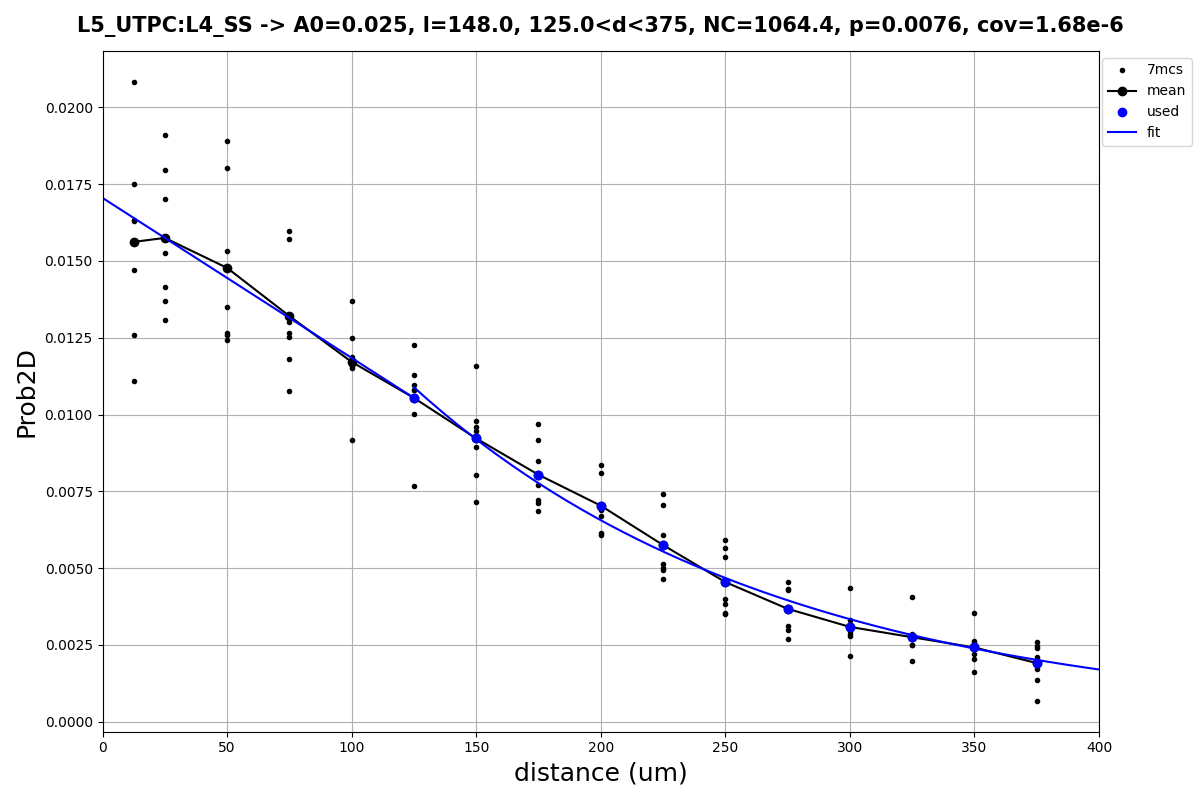 L5_UTPC:L4_SS -> A0=0.025, l=148.0, 125.0<d<375, NC=1064.4, p=0.0076, cov=1.68e-6
7mcs
mean
used
fit
Prob2D
0.0200
0.0175
0.0150
0.0125
0.0100
0.0075
0.0050
0.0025
0.0000
0 50 100 150 200 250 300 350 400
distance (um)